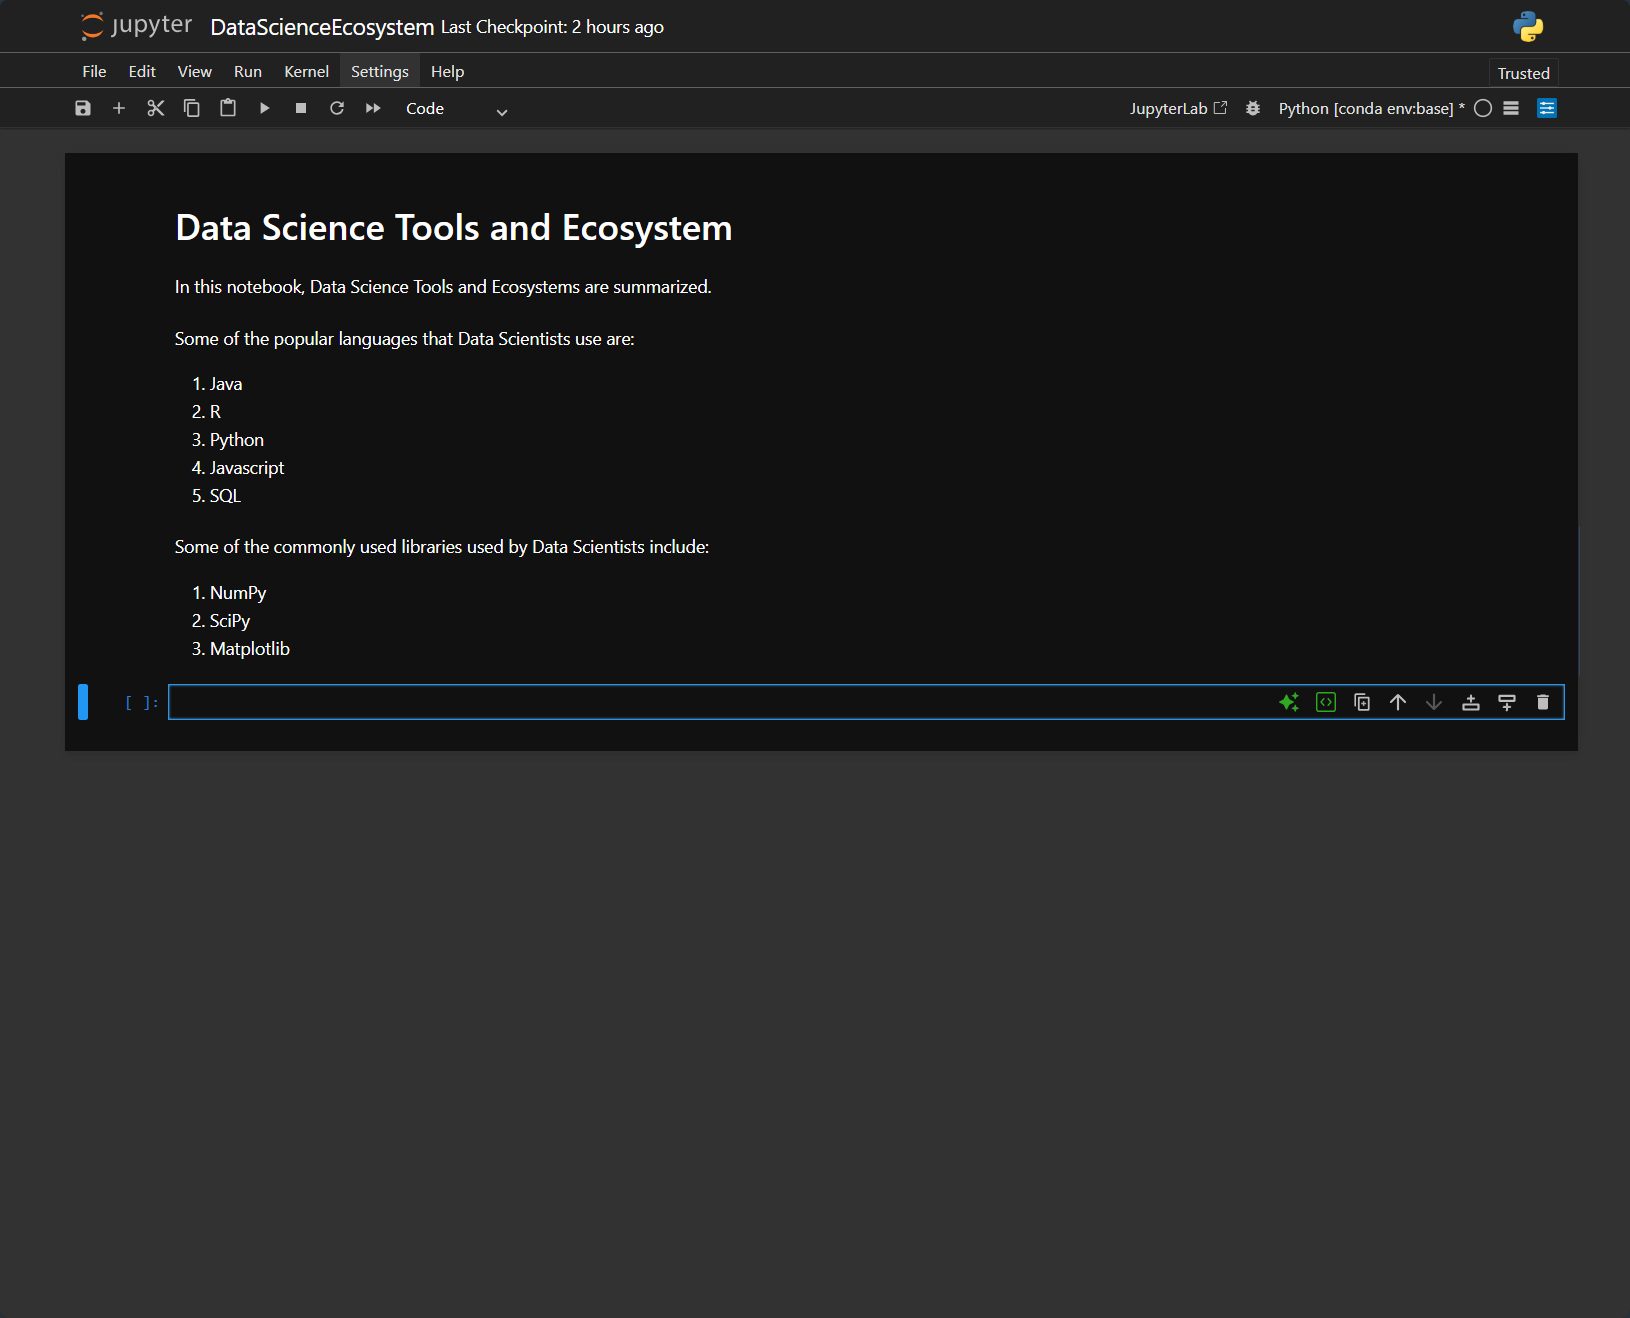 jupyter DataScienceEcosystem Last Checkpoint: 2 hours ago
File Edit View Run Kernel Settings Help Trusted
Code JupyterLab Python [conda env:base] *
Data Science Tools and Ecosystem
In this notebook, Data Science Tools and Ecosystems are summarized.
Some of the popular languages that Data Scientists use are:
1. Java
2. R
3. Python
4. Javascript
5. SQL
Some of the commonly used libraries used by Data Scientists include:
1. NumPy
2. SciPy
3. Matplotlib
[ ]: